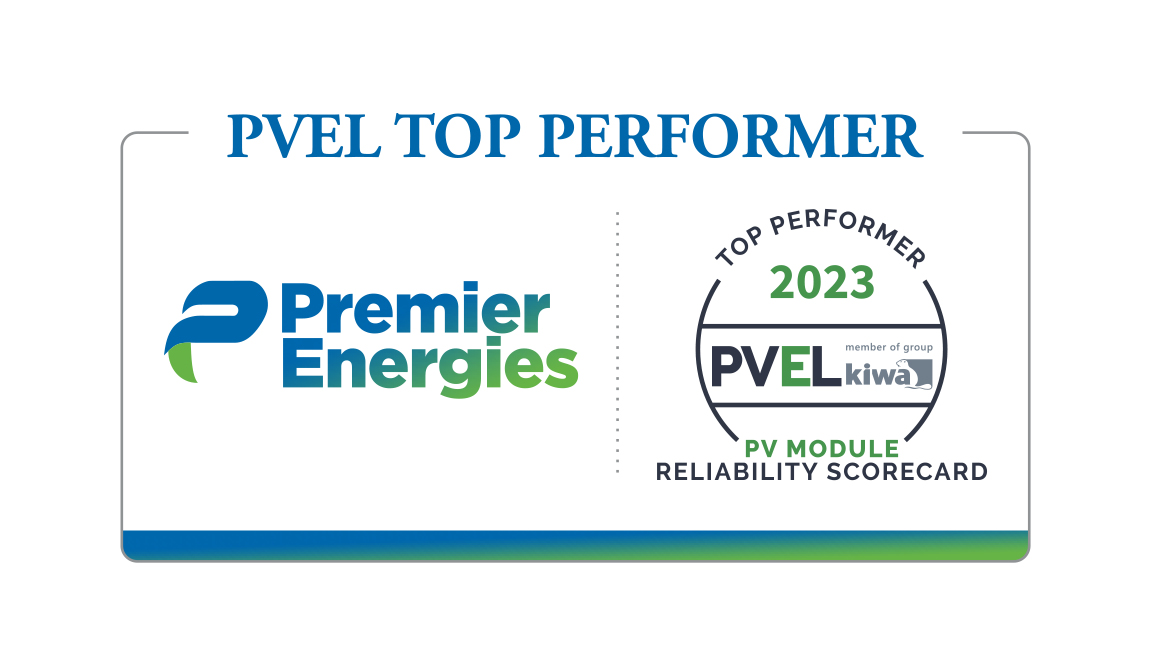 PVEL TOP PERFORMER
Premier
Energies
TOP PERFORMER
2023
PVEL
member of group
kiwa
PV MODULE
RELIABILITY SCORECARD